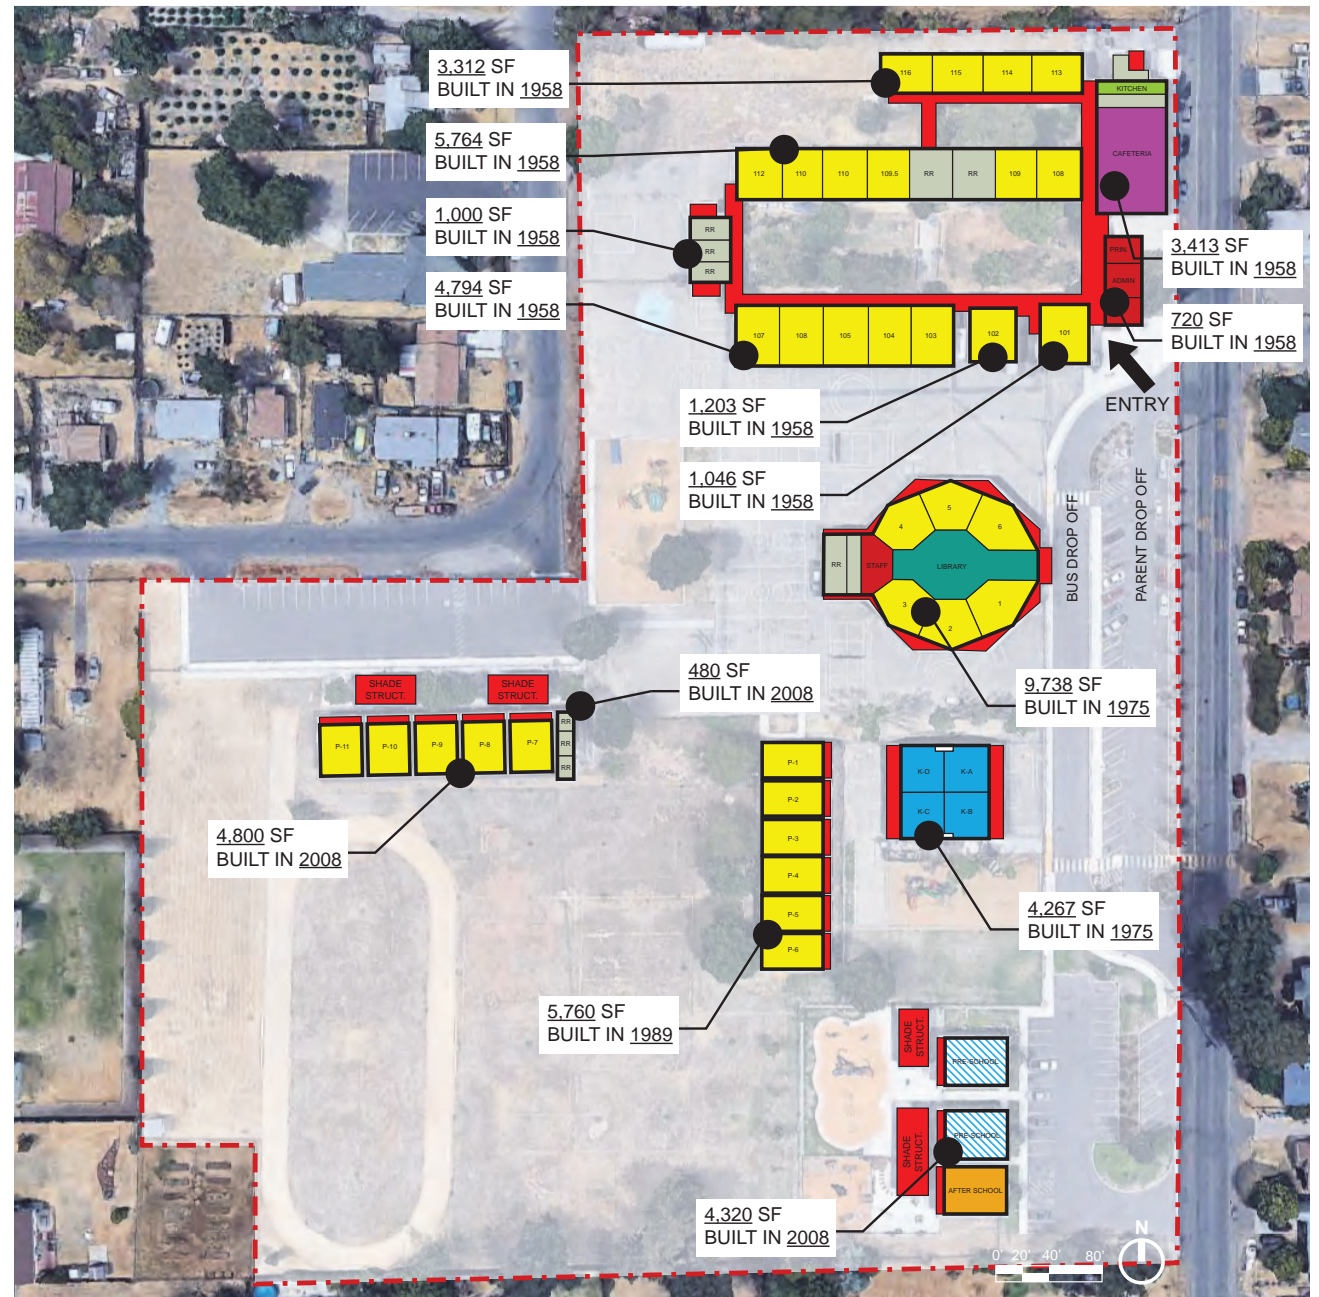 3,312 SF
BUILT IN 1958
5,764 SF
BUILT IN 1958
1,000 SF
BUILT IN 1958
4,794 SF
BUILT IN 1958
116
115
114
113
KITCHEN
CAFETERIA
112
110
110
109.5
RR
RR
109
108
RR
RR
RR
PRIN
ADMIN
3,413 SF
BUILT IN 1958
720 SF
BUILT IN 1958
107
108
105
104
103
102
101
ENTRY
1,203 SF
BUILT IN 1958
1,046 SF
BUILT IN 1958
BUS DROP OFF
PARENT DROP OFF
4
5
6
RR
STAFF
LIBRARY
3
2
1
9,738 SF
BUILT IN 1975
480 SF
BUILT IN 2008
SHADE
STRUCT.
SHADE
STRUCT.
P-11
P-10
P-9
P-8
P-7
RR
RR
RR
4,800 SF
BUILT IN 2008
P-1
P-2
P-3
P-4
P-5
P-6
K-D
K-A
K-C
K-B
4,267 SF
BUILT IN 1975
5,760 SF
BUILT IN 1989
SHADE
STRUCT.
PRE-SCHOOL
SHADE
STRUCT.
PRE-SCHOOL
AFTER SCHOOL
4,320 SF
BUILT IN 2008
N
0' 20' 40' 80'